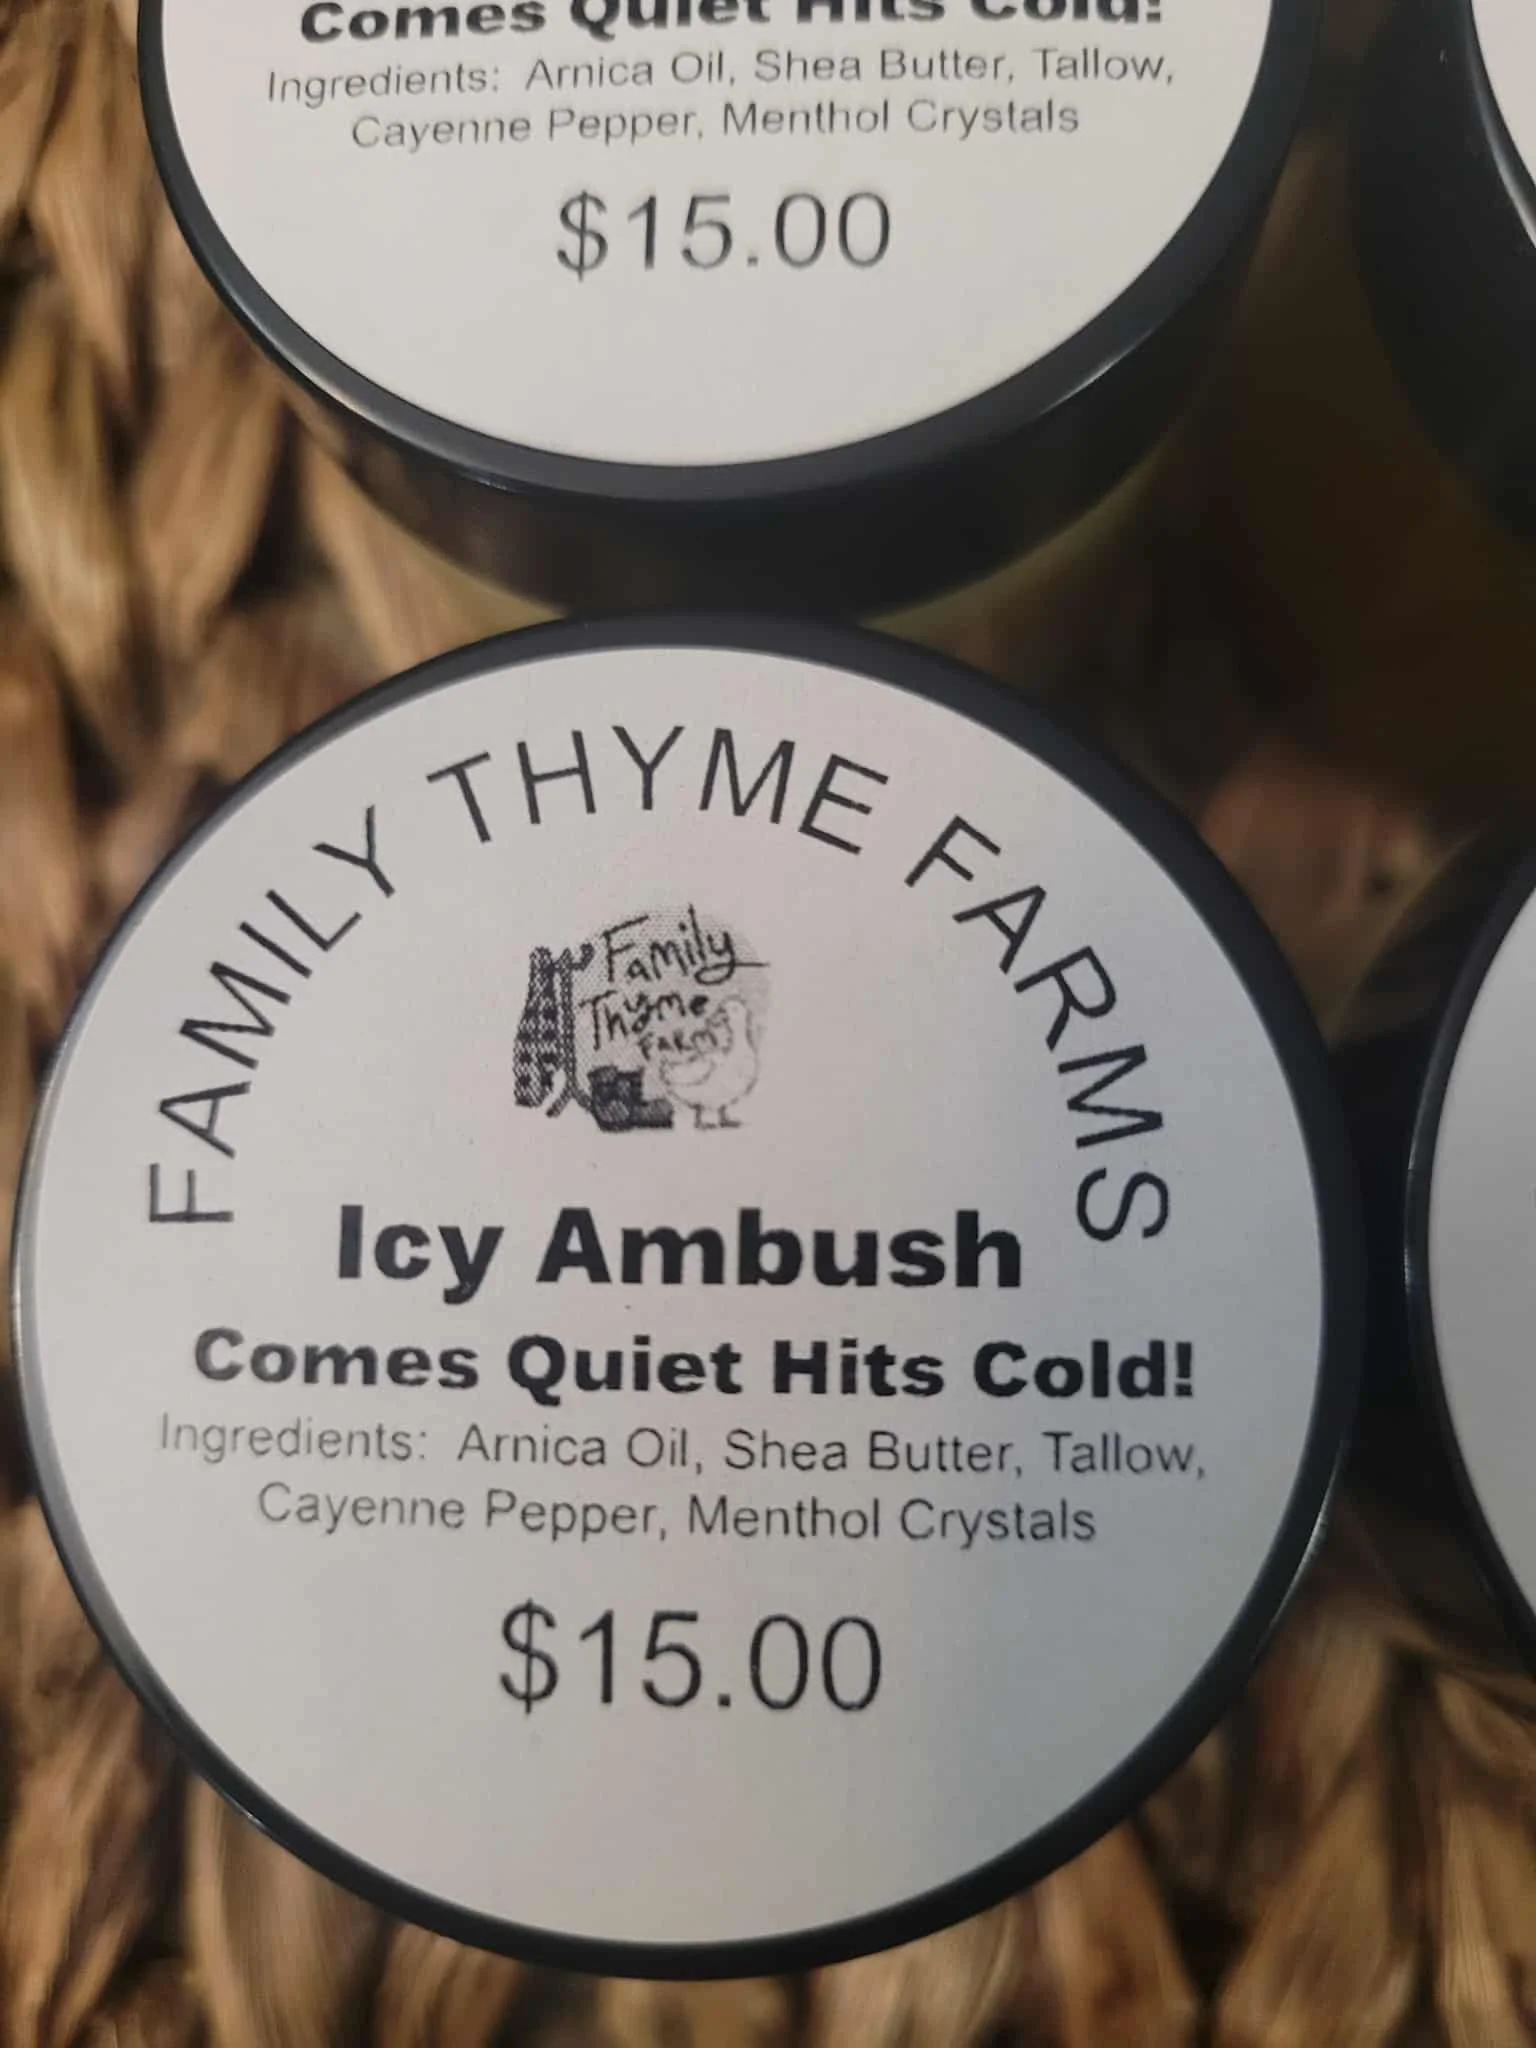 Comes Quiet Hits Cold!
Ingredients: Arnica Oil, Shea Butter, Tallow,
Cayenne Pepper, Menthol Crystals
$15.00
FAMILY THYME FARMS
Family
Thyme
FARM
Icy Ambush
Comes Quiet Hits Cold!
Ingredients: Arnica Oil, Shea Butter, Tallow,
Cayenne Pepper, Menthol Crystals
$15.00